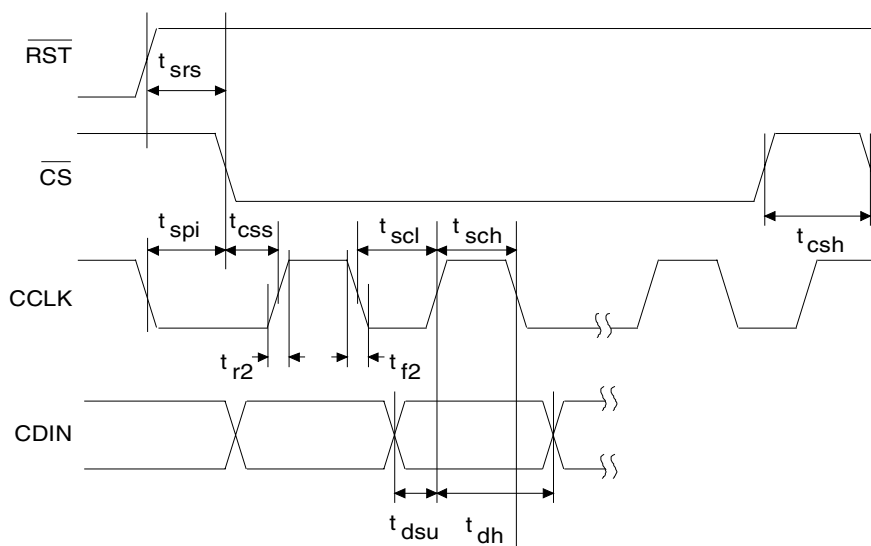 RST
t srs
CS
t spi
t css
t scl
t sch
t csh
CCLK
t r2
t f2
CDIN
t dsu
t dh